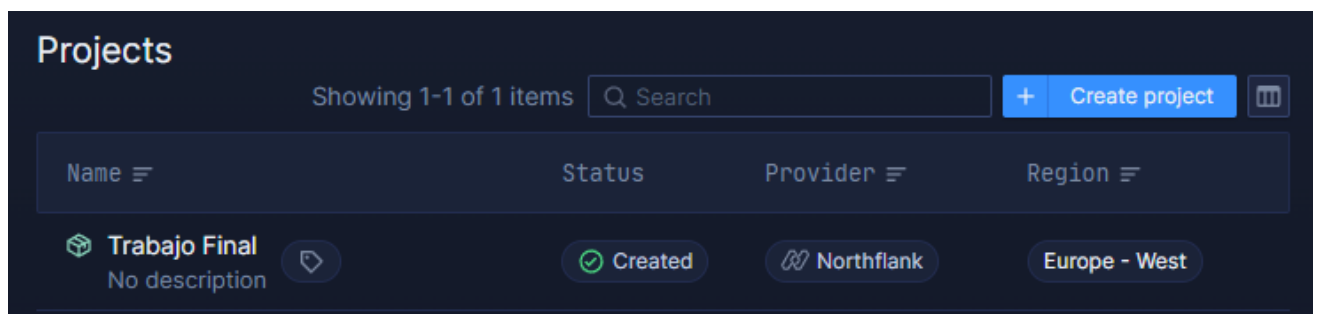 Projects
Showing 1-1 of 1 items Search + Create project
Name Status Provider Region
Trabajo Final Created Northflank Europe - West
No description